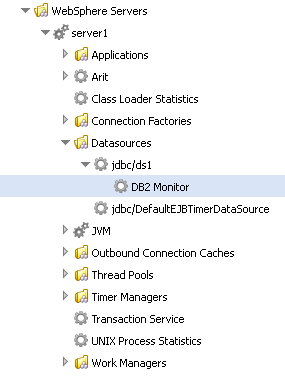 WebSphere Servers
server1
Applications
Arit
Class Loader Statistics
Connection Factories
Datasources
jdbc/ds1
DB2 Monitor
jdbc/DefaultEJBTimerDataSource
JVM
Outbound Connection Caches
Thread Pools
Timer Managers
Transaction Service
UNIX Process Statistics
Work Managers